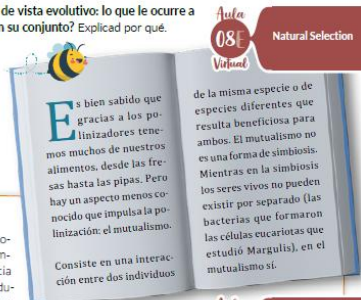 de vista evolutivo: lo que le ocurre a
n su conjunto? Explicad por qué.
Aula
08E
Virtual
Natural Selection
Es bien sabido que
gracias a los po-
linizadores tene-
mos muchos de nuestros
alimentos, desde las fre-
sas hasta las pipas. Pero
hay un aspecto menos co-
nocido que impulsa la po-
linización: el mutualismo.
Consiste en una interac-
ción entre dos individuos
de la misma especie o de
especies diferentes que
resulta beneficiosa para
ambos. El mutualismo no
es una forma de simbiosis.
Mientras en la simbiosis
los seres vivos no pueden
existir por separado (las
bacterias que formaron
las células eucariotas que
estudió Margulis), en el
mutualismo sí.
o-
n-
cia
du-